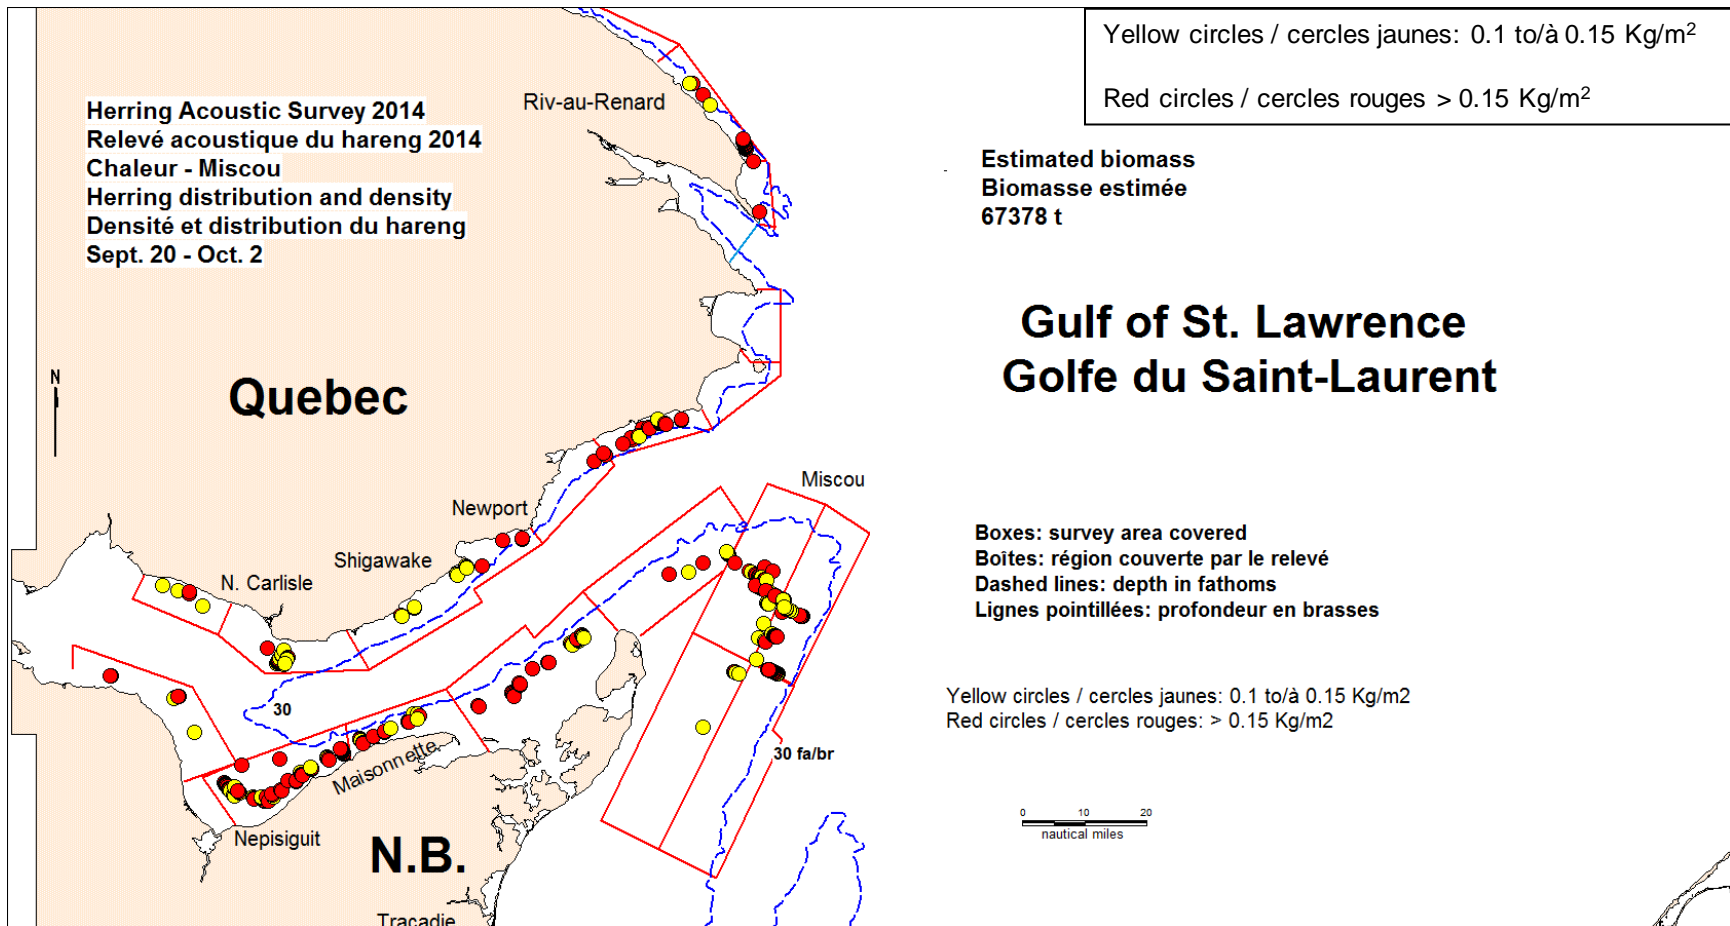 Yellow circles / cercles jaunes: 0.1 to/à 0.15 Kg/m²
Red circles / cercles rouges > 0.15 Kg/m²
Herring Acoustic Survey 2014
Relevé acoustique du hareng 2014
Chaleur - Miscou
Herring distribution and density
Densité et distribution du hareng
Sept. 20 - Oct. 2
Riv-au-Renard
Estimated biomass
Biomasse estimée
67378 t
Gulf of St. Lawrence
Golfe du Saint-Laurent
N
Quebec
Miscou
Newport
Shigawake
N. Carlisle
Boxes: survey area covered
Boîtes: région couverte par le relevé
Dashed lines: depth in fathoms
Lignes pointillées: profondeur en brasses
Yellow circles / cercles jaunes: 0.1 to/à 0.15 Kg/m2
Red circles / cercles rouges: > 0.15 Kg/m2
30
30 fa/br
Maisonnette
Nepisiguit
N.B.
Tracadie
0 10 20
nautical miles